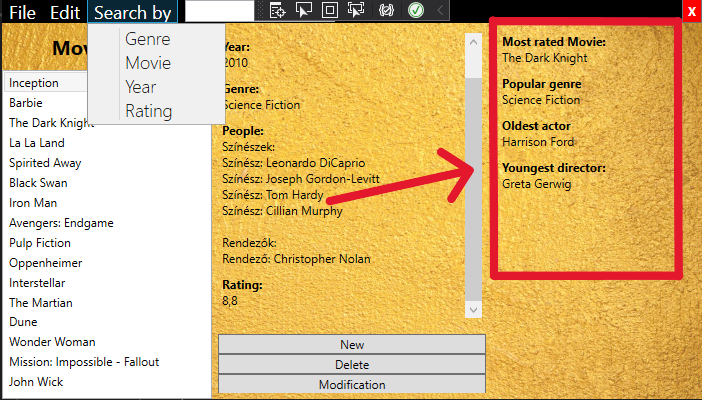 File Edit Search by
X
Genre
Movie
Year
Rating
Mov
Inception
Barbie
The Dark Knight
La La Land
Spirited Away
Black Swan
Iron Man
Avengers: Endgame
Pulp Fiction
Oppenheimer
Interstellar
The Martian
Dune
Wonder Woman
Mission: Impossible - Fallout
John Wick
Year:
2010
Genre:
Science Fiction
People:
Színészek:
Színész: Leonardo DiCaprio
Színész: Joseph Gordon-Levitt
Színész: Tom Hardy
Színész: Cillian Murphy
Rendezők:
Rendező: Christopher Nolan
Rating:
8,8
New
Delete
Modification
Most rated Movie:
The Dark Knight
Popular genre
Science Fiction
Oldest actor
Harrison Ford
Youngest director:
Greta Gerwig